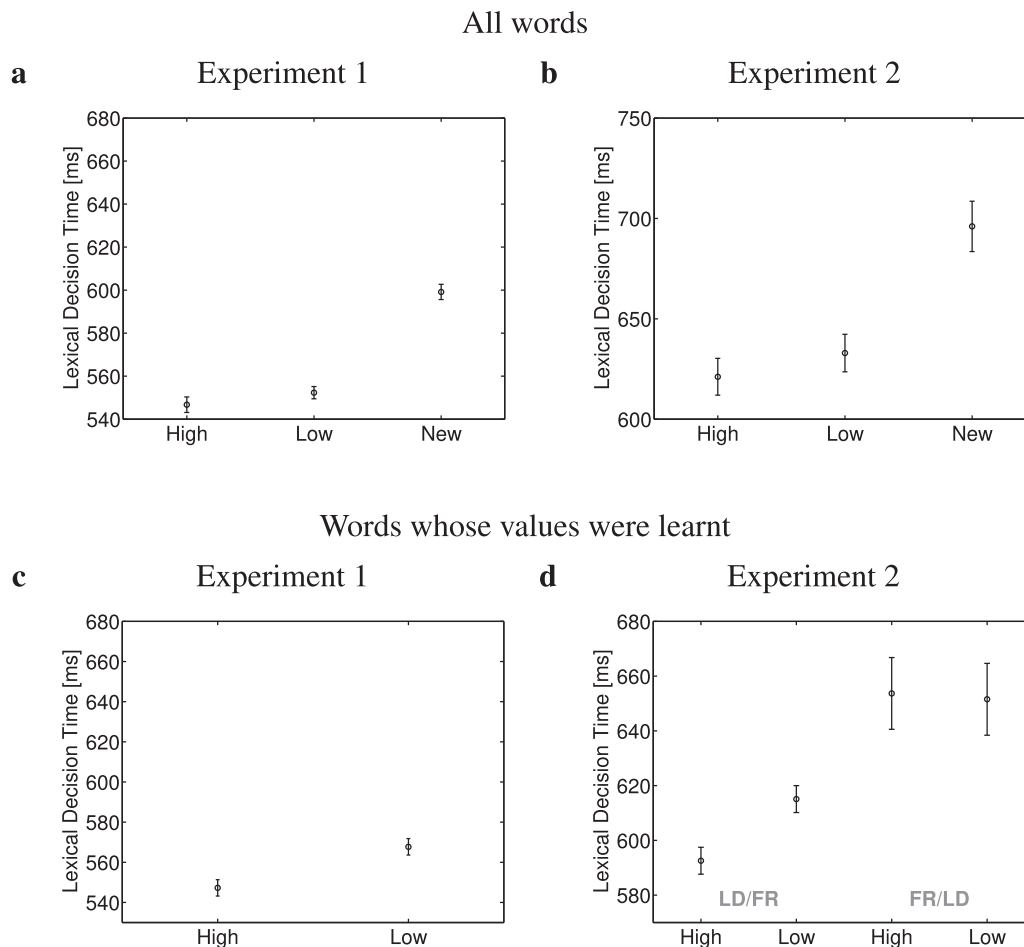 All words
a Experiment 1
680
660
640
620
600
580
560
540
Lexical Decision Time [ms]
High Low New
b Experiment 2
750
700
650
600
Lexical Decision Time [ms]
High Low New
Words whose values were learnt
c Experiment 1
680
660
640
620
600
580
560
540
Lexical Decision Time [ms]
High Low
d Experiment 2
680
660
640
620
600
580
Lexical Decision Time [ms]
LD/FR FR/LD
High Low High Low